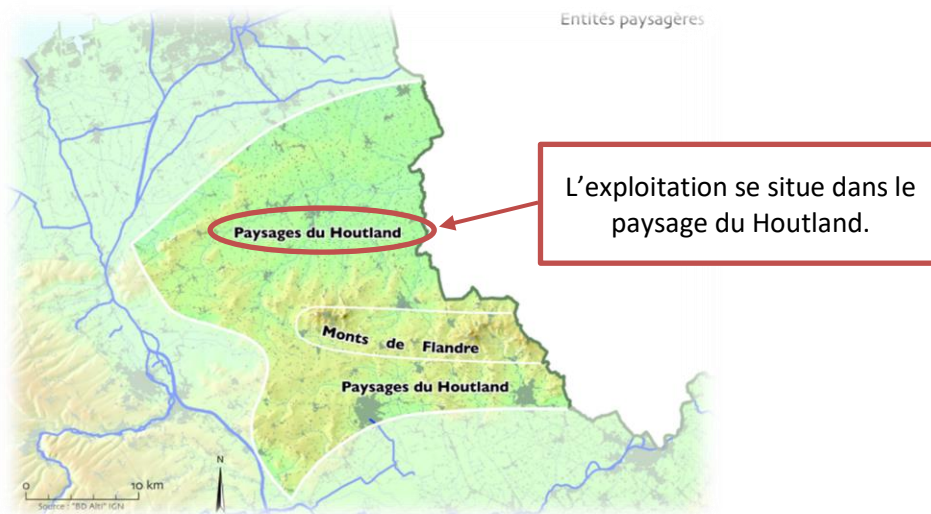 Entités paysagères
L’exploitation se situe dans le
paysage du Houtland.
Paysages du Houtland
Monts de Flandre
Paysages du Houtland
N
0 10 km
Source : "BD Alti" IGN